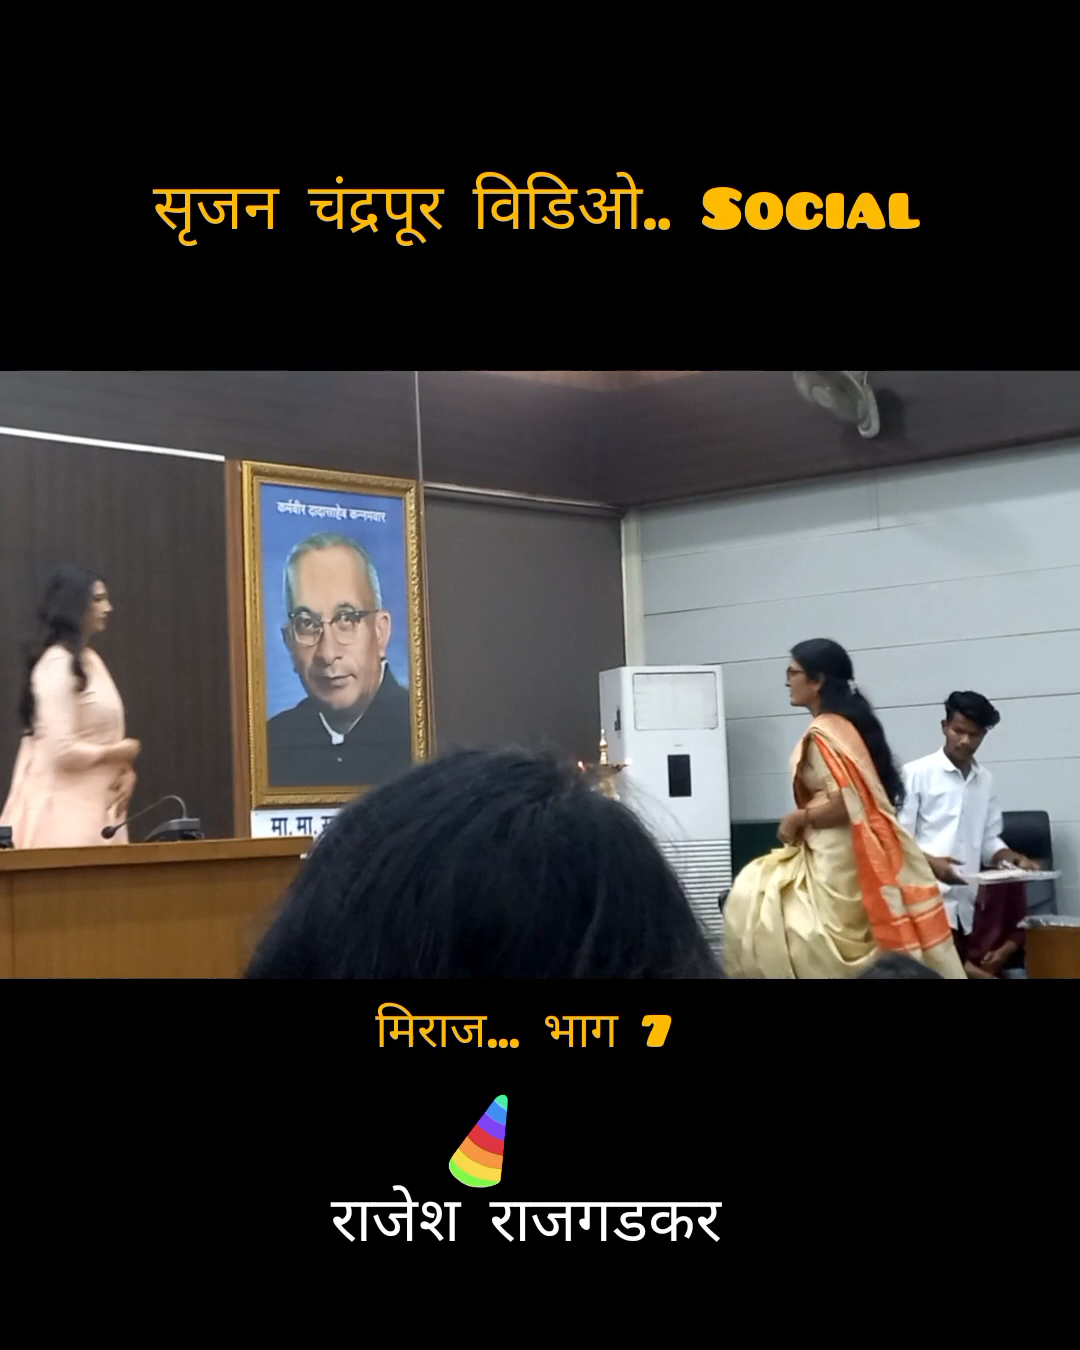 सृजन चंद्रपूर विडिओ.. Social
कर्मवीर दादासाहेब कन्नमवार
मा. मा.
मिराज... भाग 7
राजेश राजगडकर